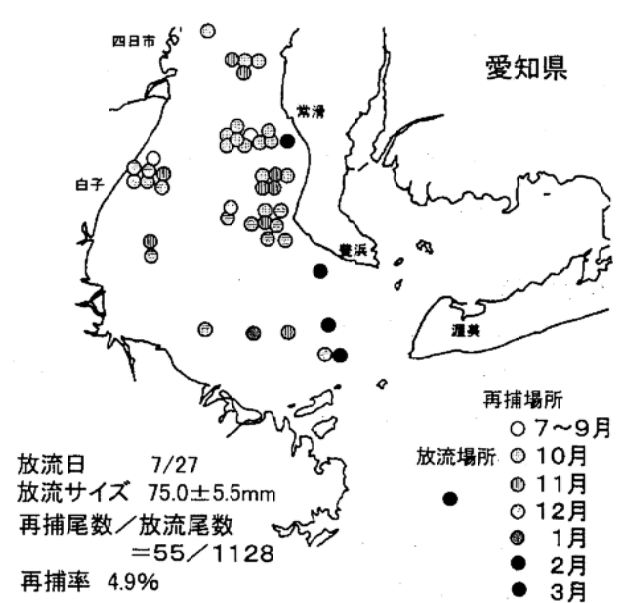 四日市
愛知県
常滑
白子
豊浜
渥美
再捕場所
7～9月
放流場所
10月
11月
12月
1月
2月
3月
放流日 7/27
放流サイズ 75.0±5.5mm
再捕尾数／放流尾数
＝55／1128
再捕率 4.9%